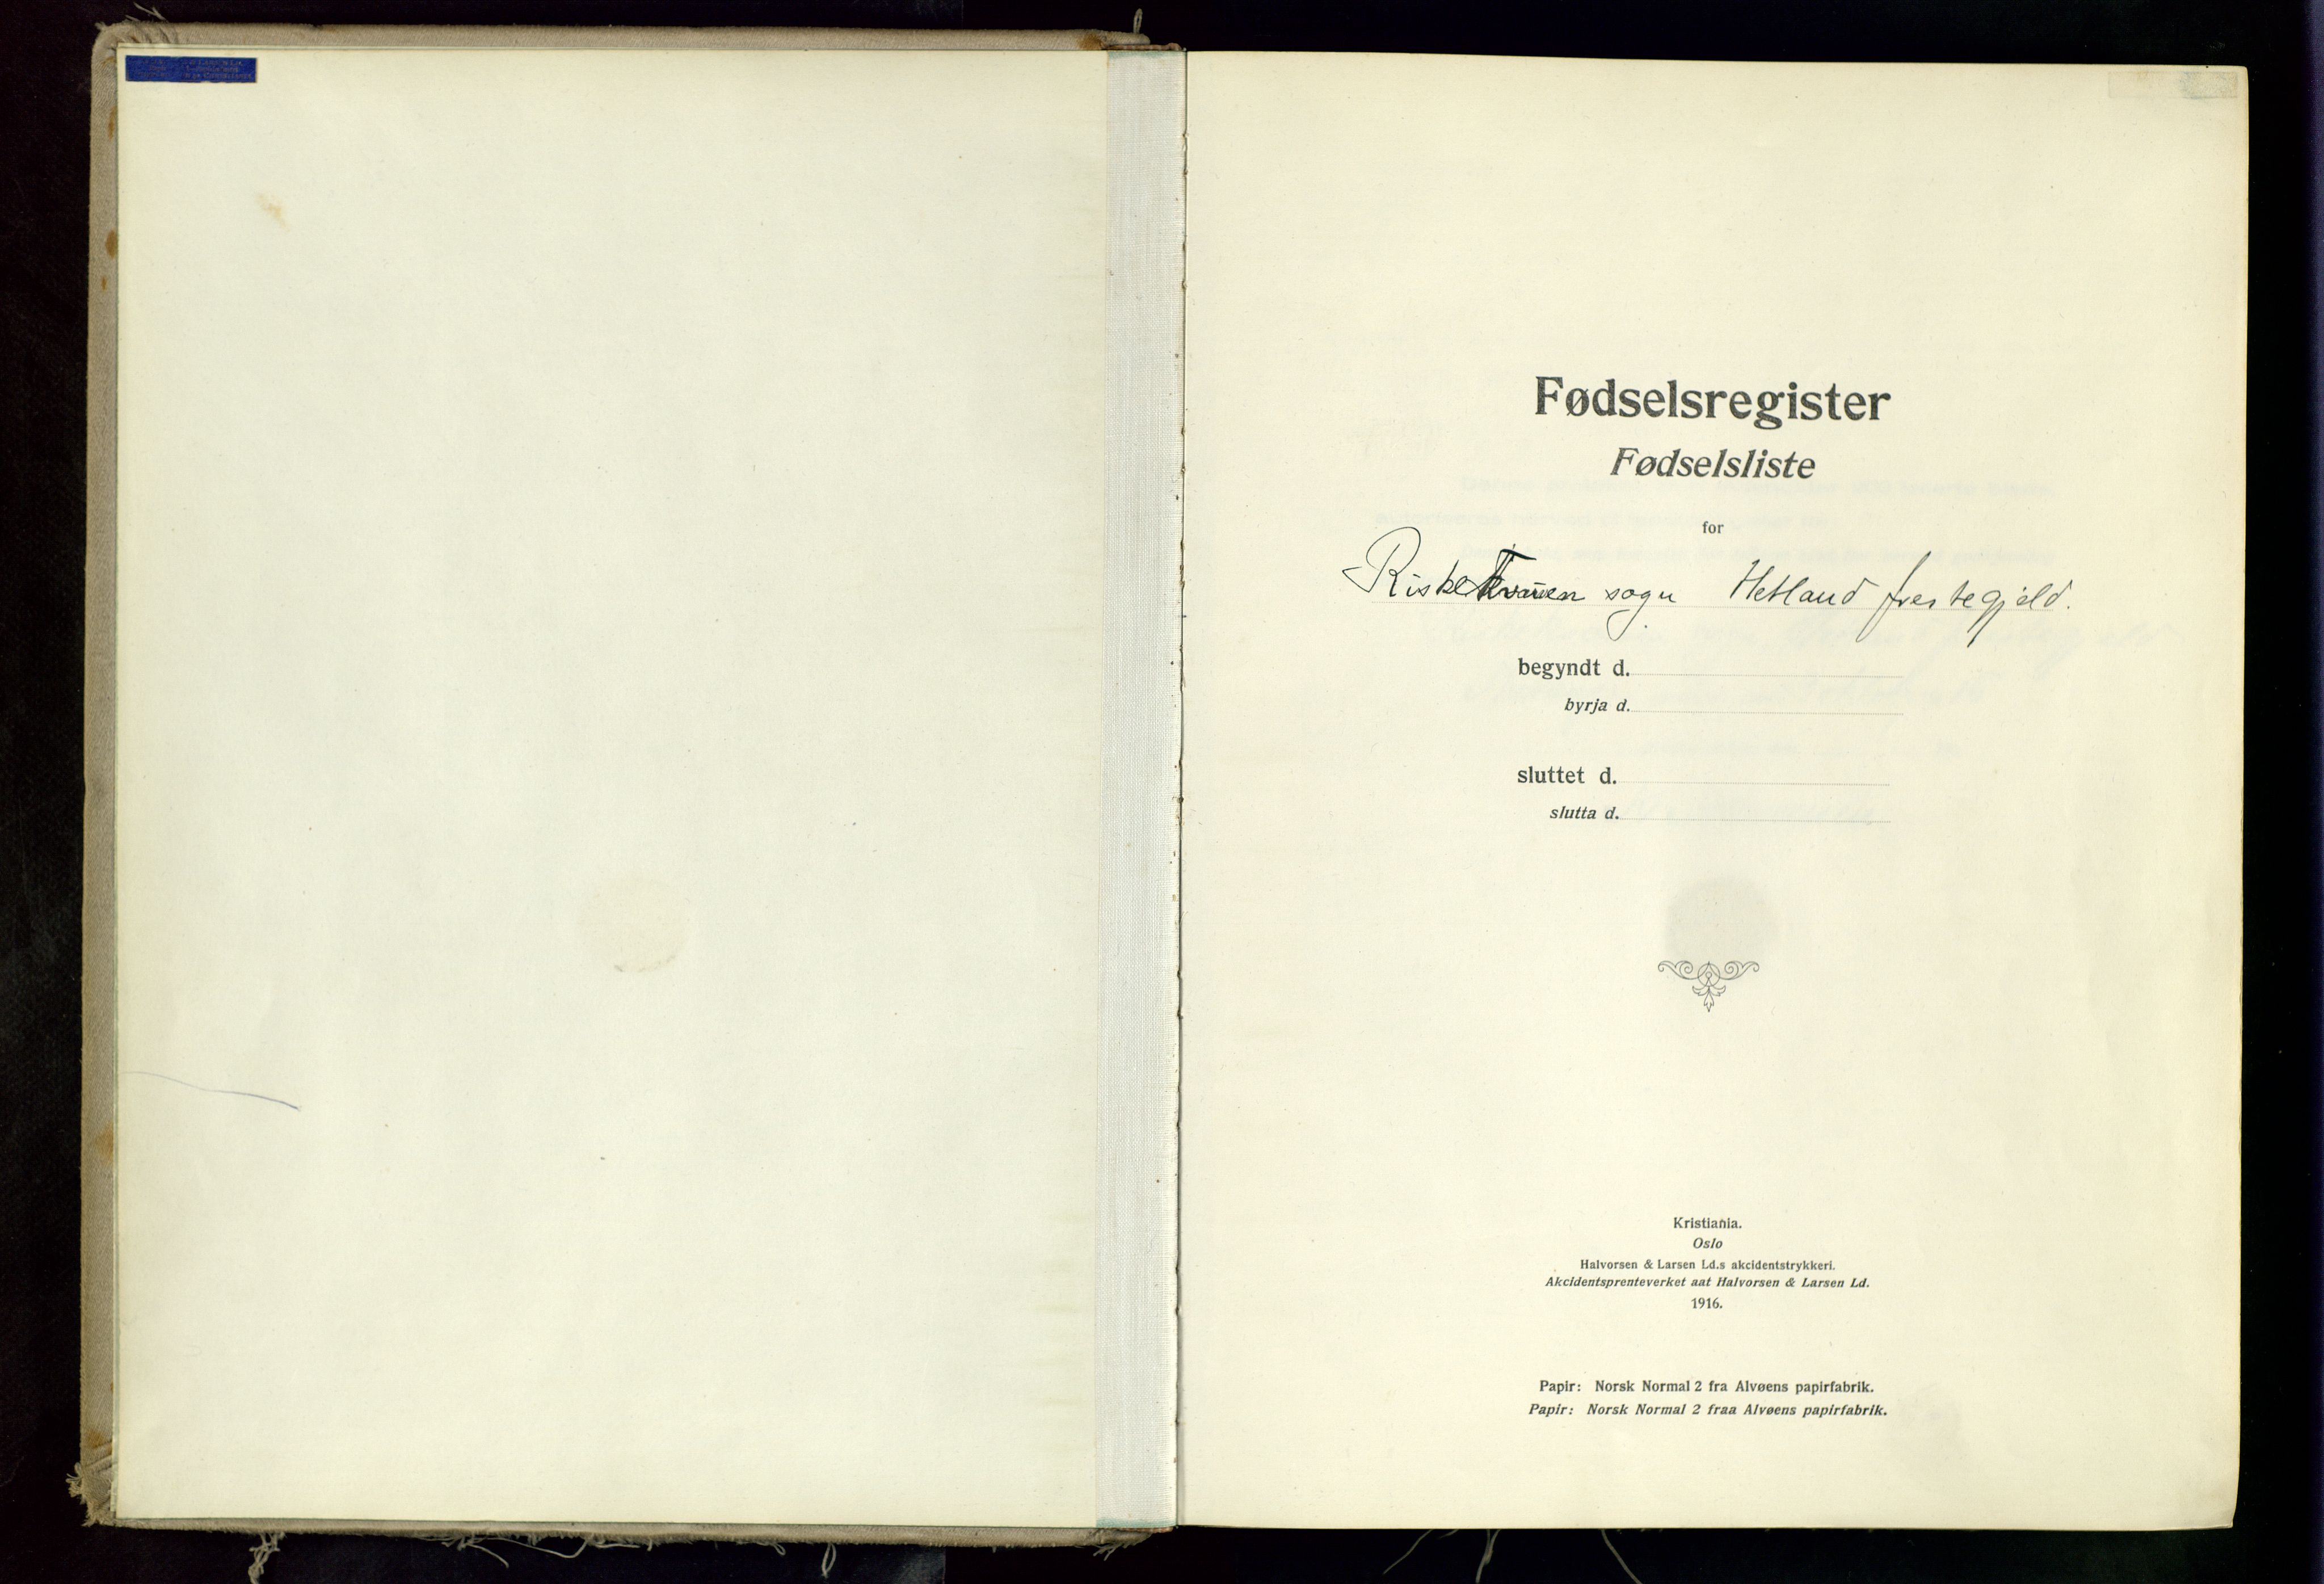 Fødselsregister
Fødselsliste
for
Riskekvæen sogn Hetland prestegjeld.
begyndt d.
byrja d.
sluttet d.
slutta d.
Kristiania.
Oslo
Halvorsen & Larsen Ld.s akcidentstrykkeri.
Akcidentsprenteverket aat Halvorsen & Larsen Ld.
1916.
Papir: Norsk Normal 2 fra Alvøens papirfabrik.
Papir: Norsk Normal 2 fraa Alvøens papirfabrik.